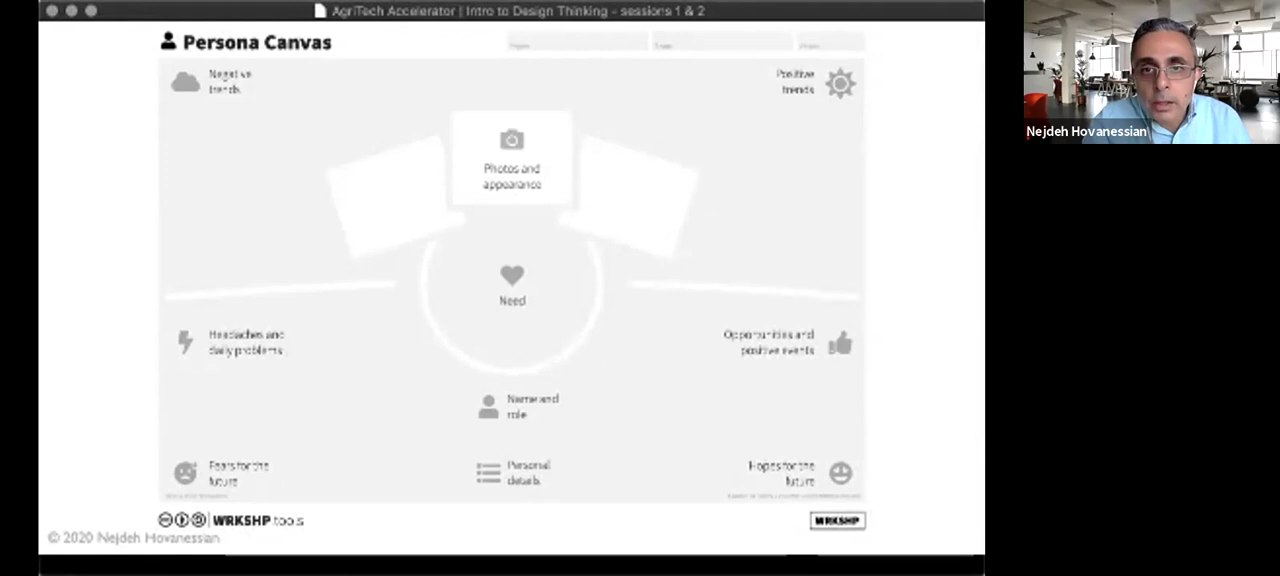 AgriTech Accelerator | Intro to Design Thinking – sessions 1 & 2
Persona Canvas
Negative
trends
Positive
trends
Photos and
appearance
Nejdeh Hovanessian
Need
Headaches and
daily problems
Opportunities and
positive events
Name and
role
Fears for the
future
Personal
details
Hopes for the
future
WRKSHP tools
WRKSHP
© 2020 Nejdeh Hovanessian